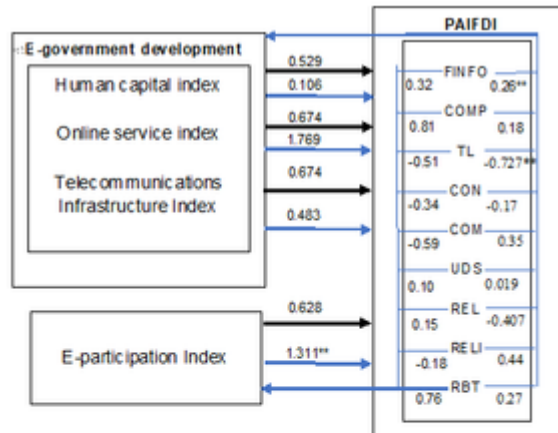 PAIFDI
E-government development
Human capital index
Online service index
Telecommunications
Infrastructure Index
E-participation Index
0.529
0.106
0.674
1.769
0.674
0.483
0.628
1.311**
FINFO
0.32 0.26**
COMP
0.81 0.18
TL
-0.51 -0.727**
CON
-0.34 -0.17
COM
-0.59 0.35
UDS
0.10 0.019
REL
0.15 -0.407
RELI
-0.18 0.44
RBT
0.76 0.27